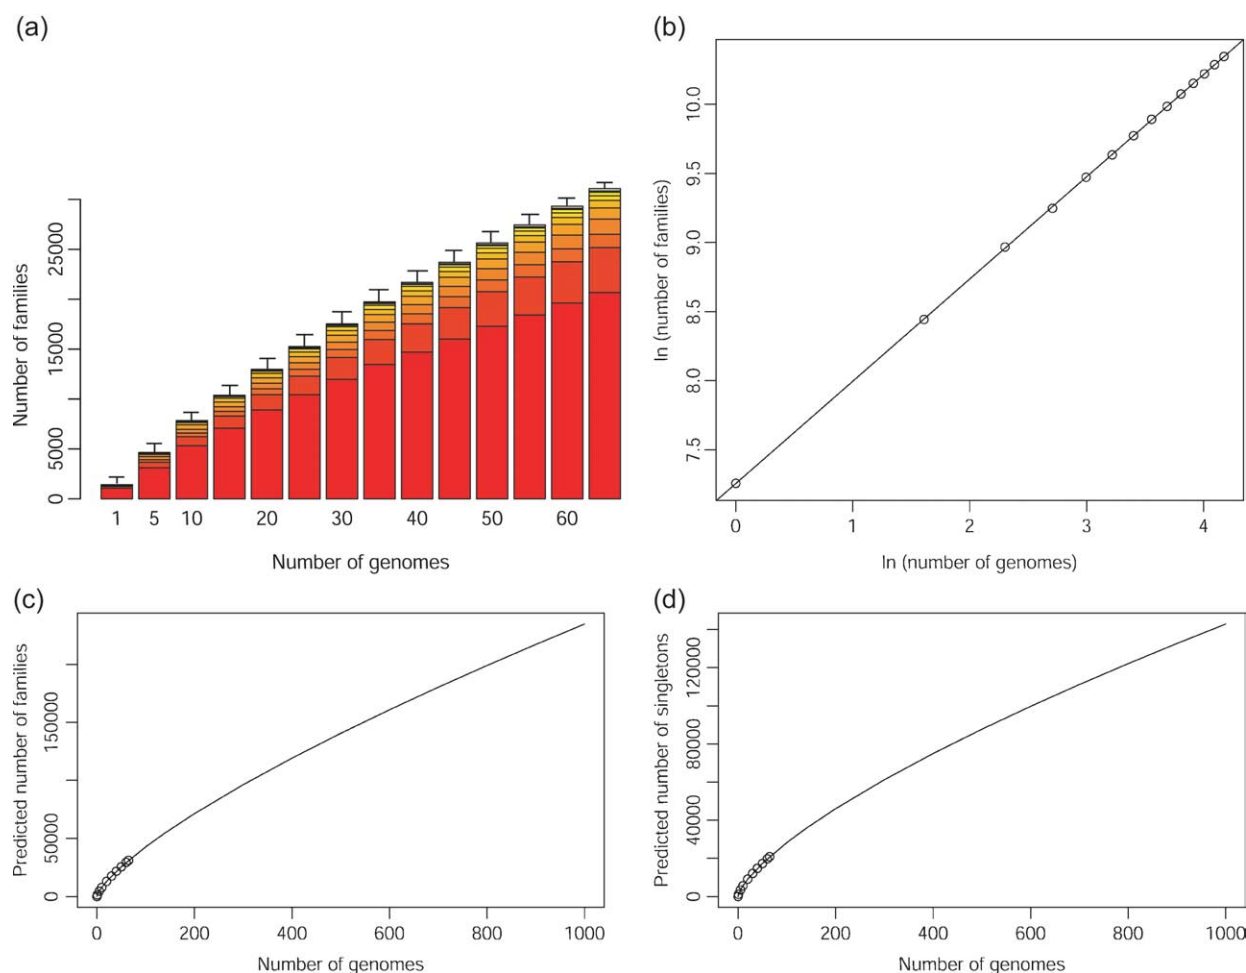 (a)
Number of families
0
5000
15000
25000
1 5 10 20 30 40 50 60
Number of genomes
(b)
ln (number of families)
7.5
8.0
8.5
9.0
9.5
10.0
0 1 2 3 4
ln (number of genomes)
(c)
Predicted number of families
0
50000
150000
0 200 400 600 800 1000
Number of genomes
(d)
Predicted number of singletons
0
40000
80000
120000
0 200 400 600 800 1000
Number of genomes